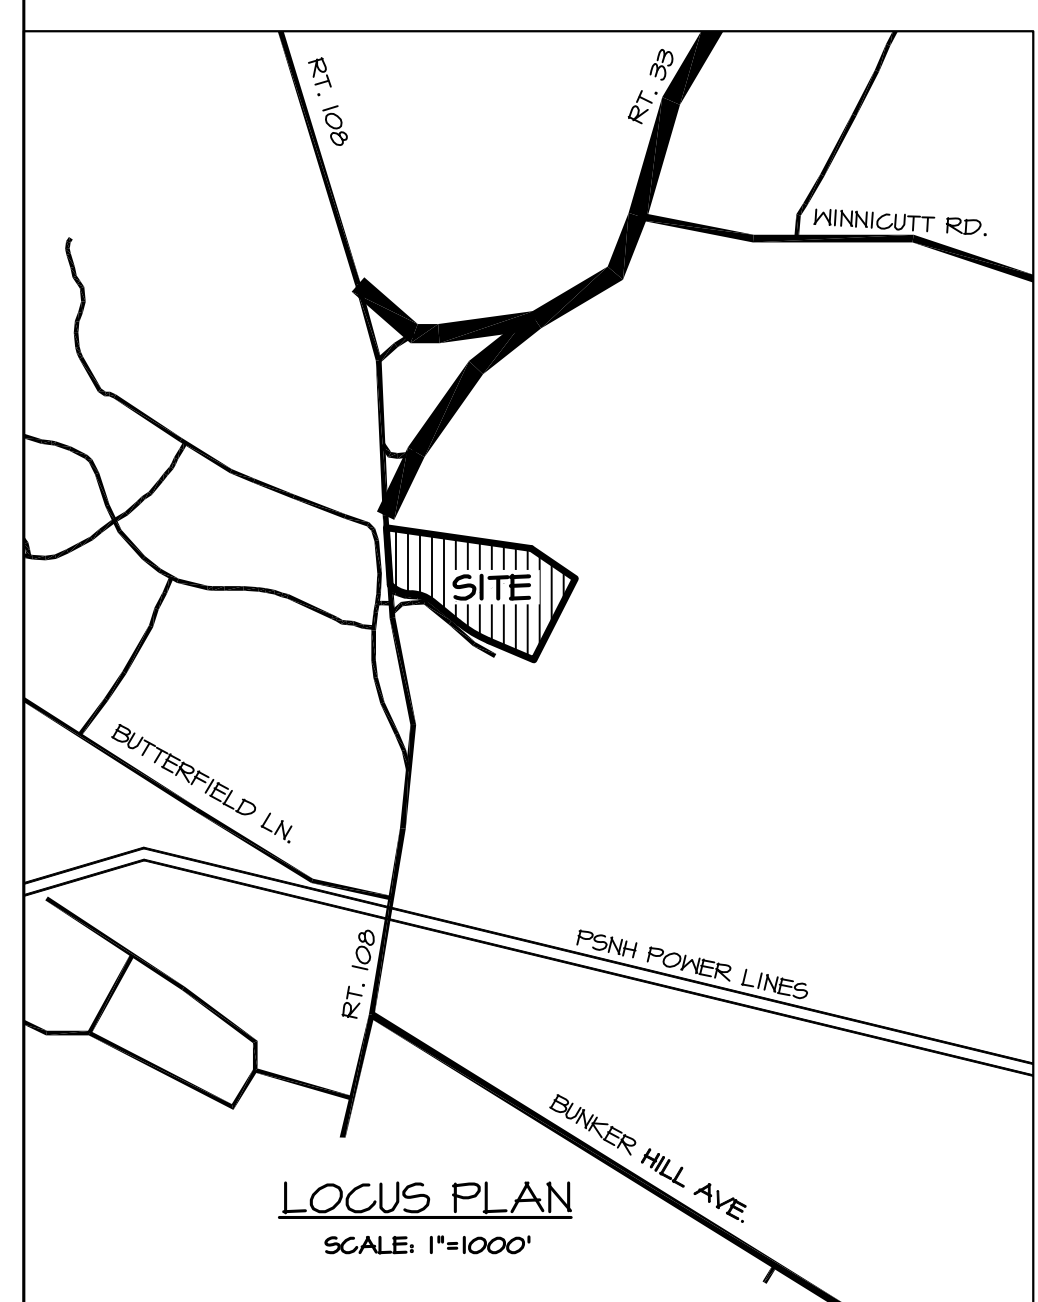 RT. 108
RT. 33
WINNICUTT RD.
SITE
BUTTERFIELD LN.
RT. 108
PSNH POWER LINES
BUNKER HILL AVE.
LOCUS PLAN
SCALE: 1"=1000'